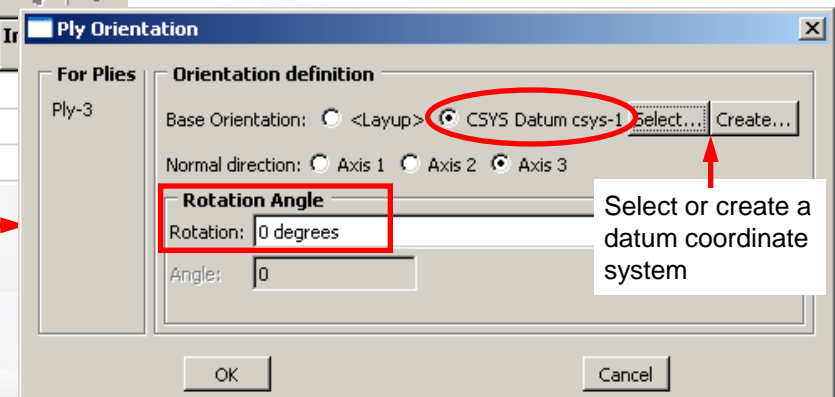 In
Ply Orientation
For Plies
Orientation definition
Ply-3
Base Orientation: <Layup> CSYS Datum csys-1 Select... Create...
Normal direction: Axis 1 Axis 2 Axis 3
Rotation Angle
Rotation: 0 degrees
Angle: 0
Select or create a
datum coordinate
system
OK
Cancel